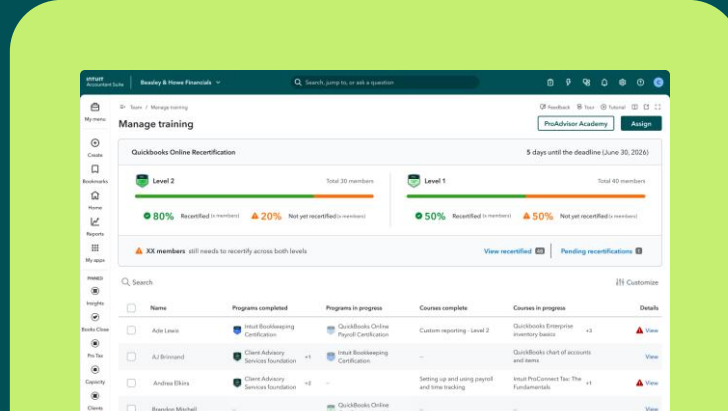 INTUIT
Accountant Suite
Beasley & Howe Financials
Search, jump to, or ask a question
My menu
Team / Manage training
Feedback Tour Tutorial
Manage training
ProAdvisor Academy
Assign
Create
Bookmarks
Home
Reports
My apps
PINNED
Insights
Books Close
Pro Tax
Capacity
Clients
Quickbooks Online Recertification
5 days until the deadline (June 30, 2026)
Level 2
Total 30 members
80% Recertified (x members)
20% Not yet recertified (x members)
Level 1
Total 40 members
50% Recertified (x members)
50% Not yet recertified (x members)
XX members still needs to recertify across both levels
View recertified
Pending recertifications
Search
Customize
Name Programs completed Programs in progress Courses complete Courses in progress Details
Ade Lewis
Intuit Bookkeeping
Certification
QuickBooks Online
Payroll Certification
Custom reporting - Level 2
Quickbooks Enterprise
inventory basics
+3
View
AJ Brinnand
Client Advisory
Services foundation
+1
Intuit Bookkeeping
Certification
–
QuickBooks chart of accounts
and items
View
Andrea Elkins
Client Advisory
Services foundation
+2
–
Setting up and using payroll
and time tracking
Intuit ProConnect Tax: The
Fundamentals
+1
View
Brandon Mitchell
QuickBooks Online